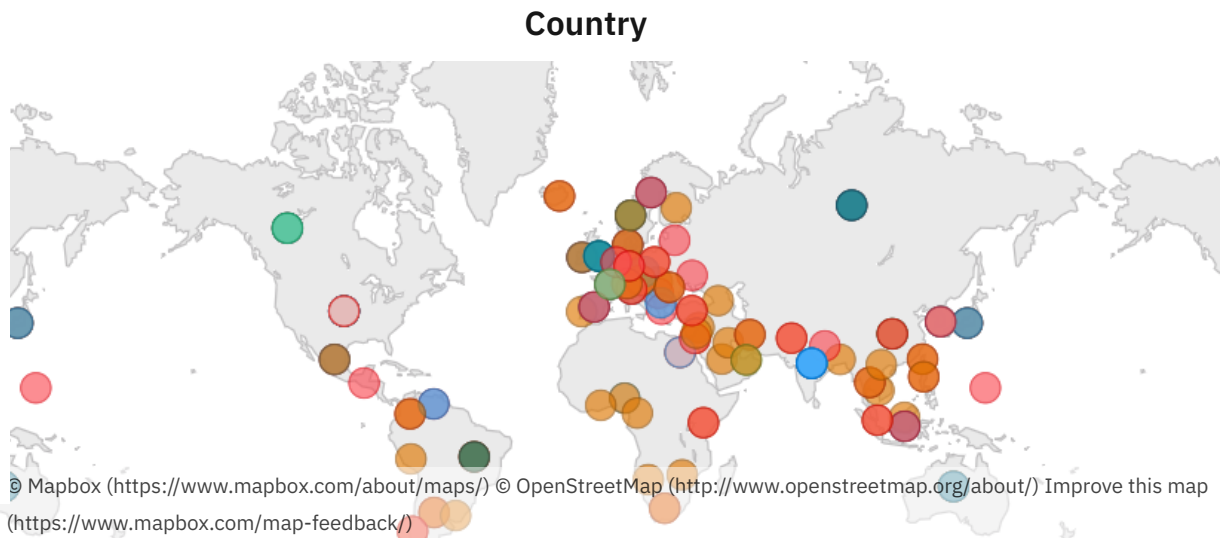 Country
© Mapbox (https://www.mapbox.com/about/maps/) © OpenStreetMap (http://www.openstreetmap.org/about/) Improve this map
(https://www.mapbox.com/map-feedback/)